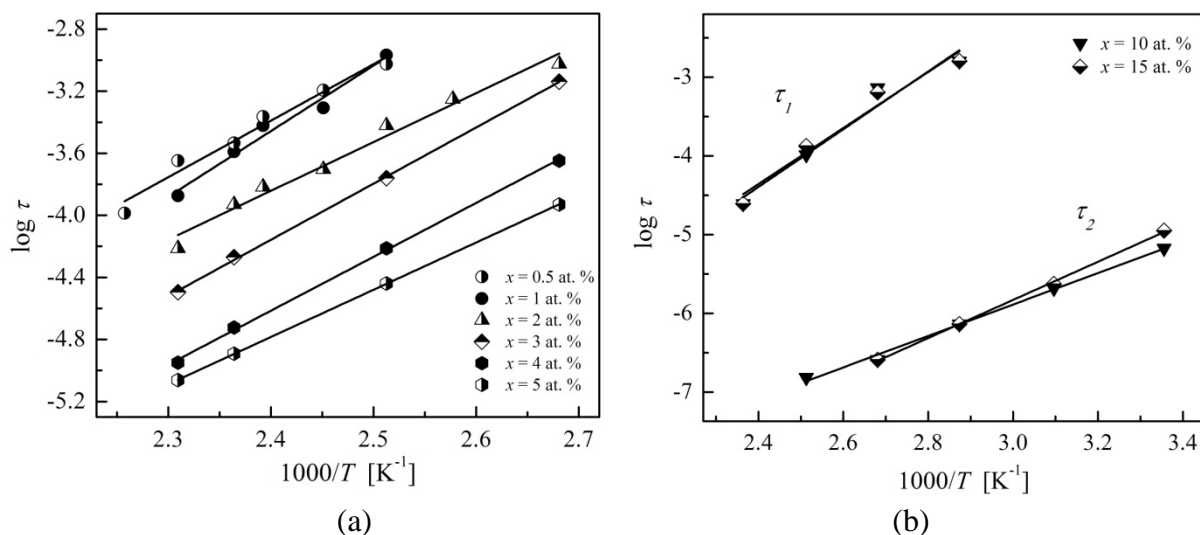 -2.8
-3.2
-3.6
-4.0
-4.4
-4.8
-5.2
log τ
x = 0.5 at. %
x = 1 at. %
x = 2 at. %
x = 3 at. %
x = 4 at. %
x = 5 at. %
2.3 2.4 2.5 2.6 2.7
1000/T [K⁻¹]
(a)
x = 10 at. %
x = 15 at. %
-3
-4
-5
-6
-7
log τ
τ₁
τ₂
2.4 2.6 2.8 3.0 3.2 3.4
1000/T [K⁻¹]
(b)